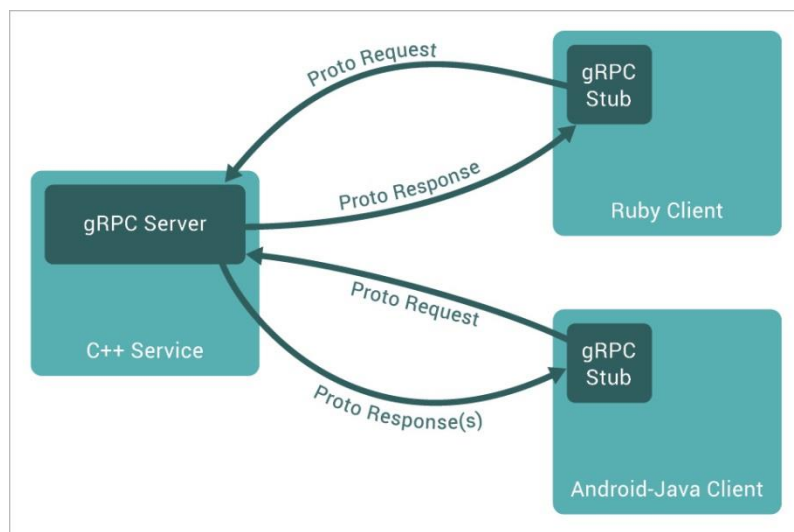 Proto Request
gRPC
Stub
Ruby Client
Proto Response
gRPC Server
C++ Service
Proto Request
gRPC
Stub
Proto Response(s)
Android-Java Client